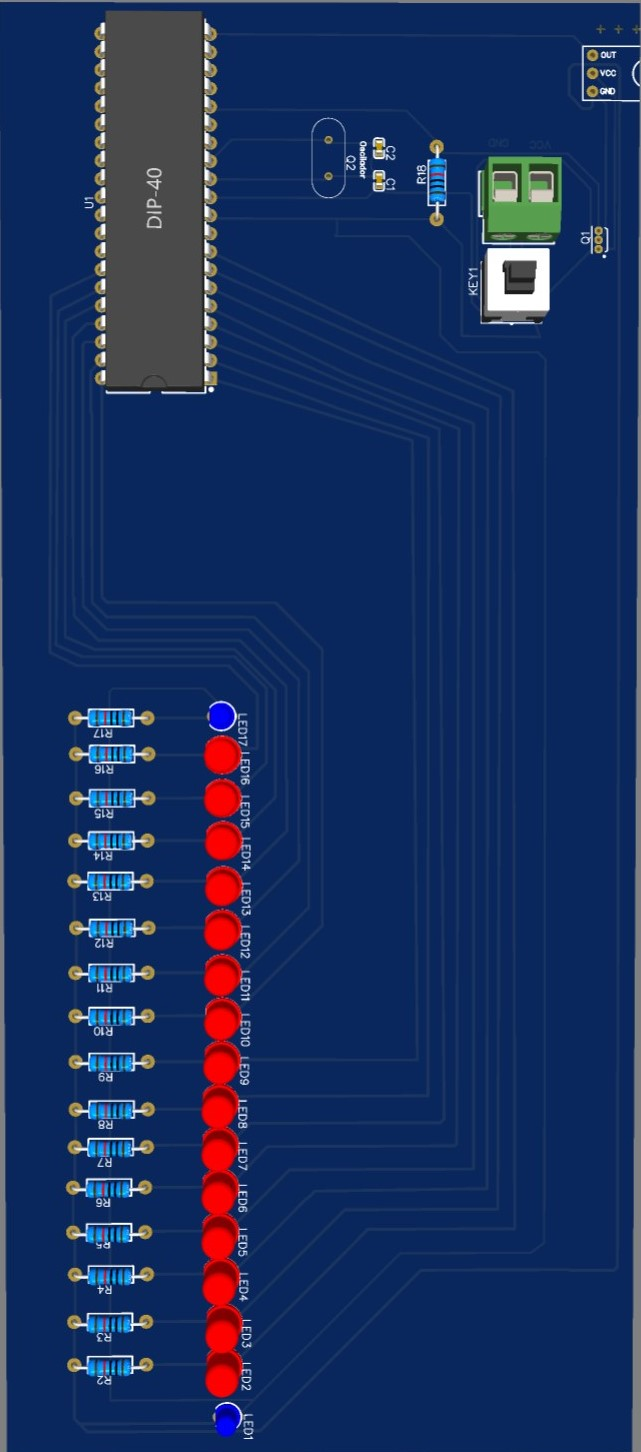 OUT
VCC
GND
DIP-40
U1
C2
Oscilador
Q2
C1
R18
GND
VCC
Q1
KEY1
LED17
R17
LED16
R16
LED15
R15
LED14
R14
LED13
R13
LED12
R12
LED11
R11
LED10
R10
LED9
R9
LED8
R8
LED7
R7
LED6
R6
LED5
R5
LED4
R4
LED3
R3
LED2
R2
LED1